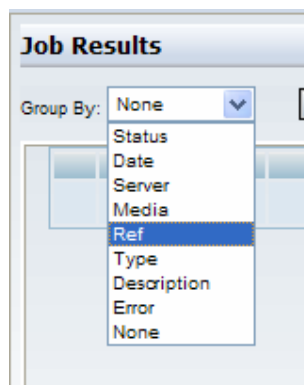 Job Results
Group By: None
Status
Date
Server
Media
Ref
Type
Description
Error
None